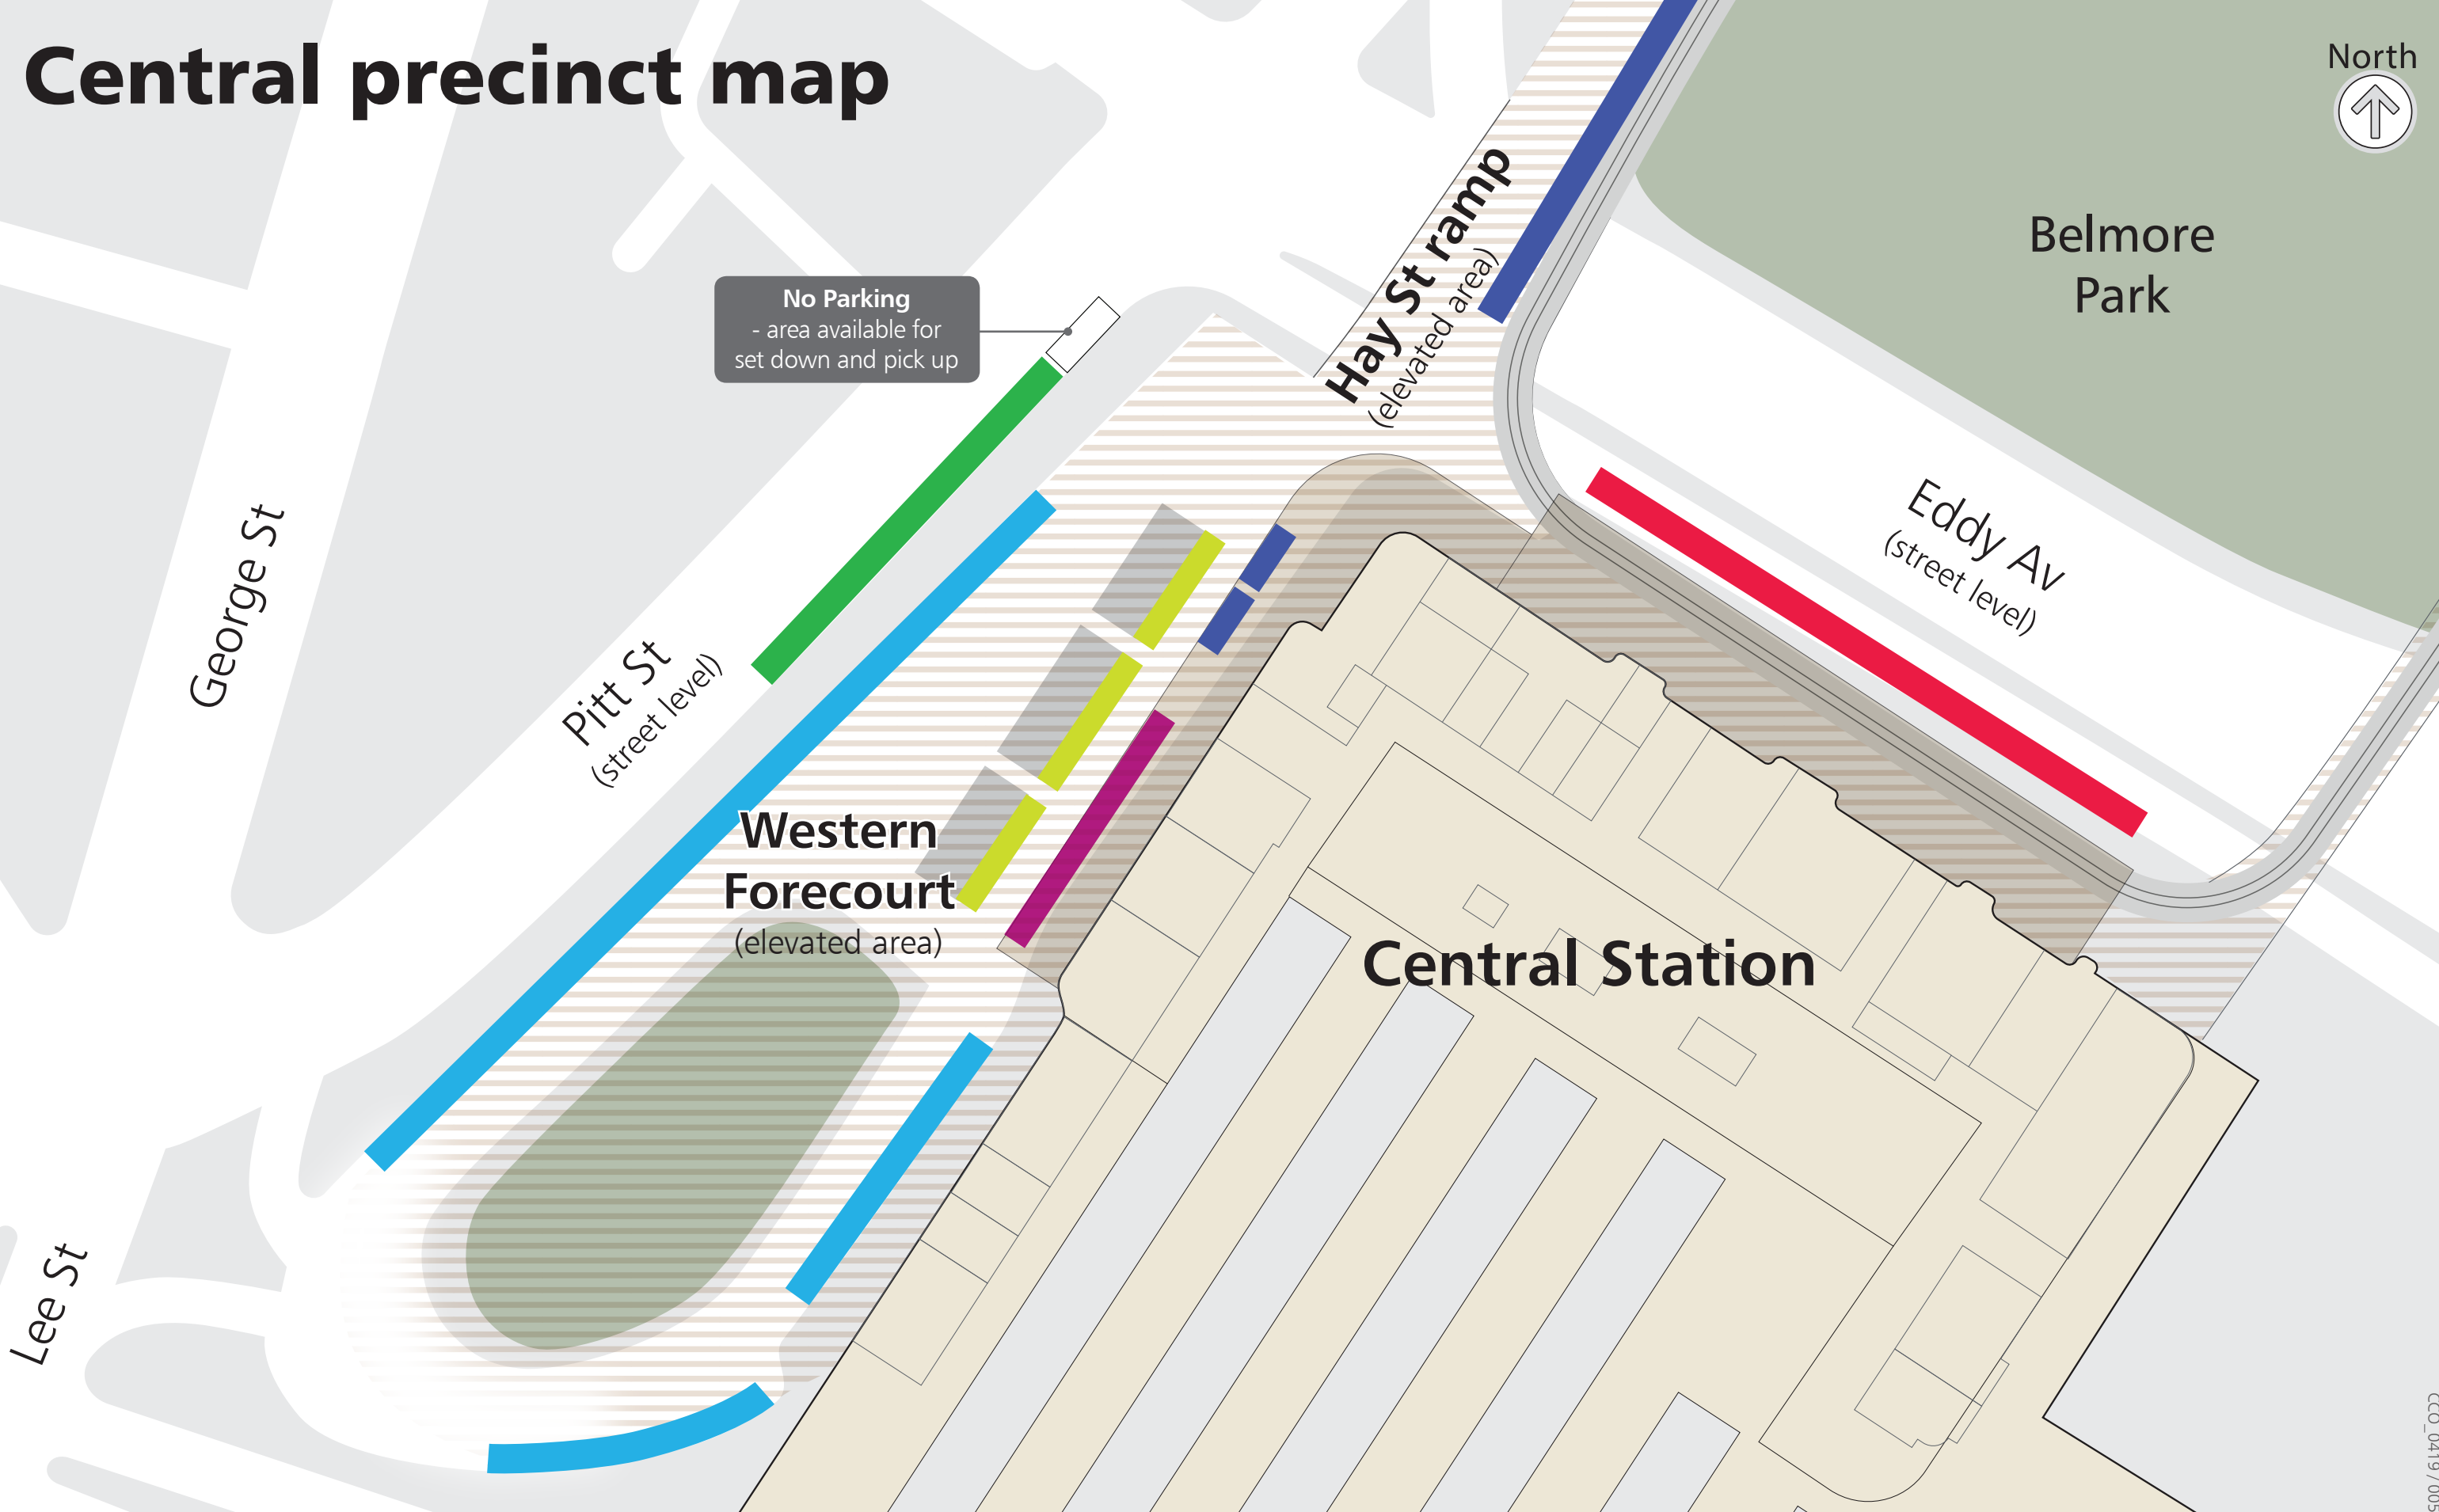 Central precinct map
North
Belmore
Park
Hay St ramp
(elevated area)
No Parking
- area available for
set down and pick up
Eddy Av
(street level)
George St
Pitt St
(street level)
Western
Forecourt
(elevated area)
Central Station
Lee St
CCO_0419 / 005